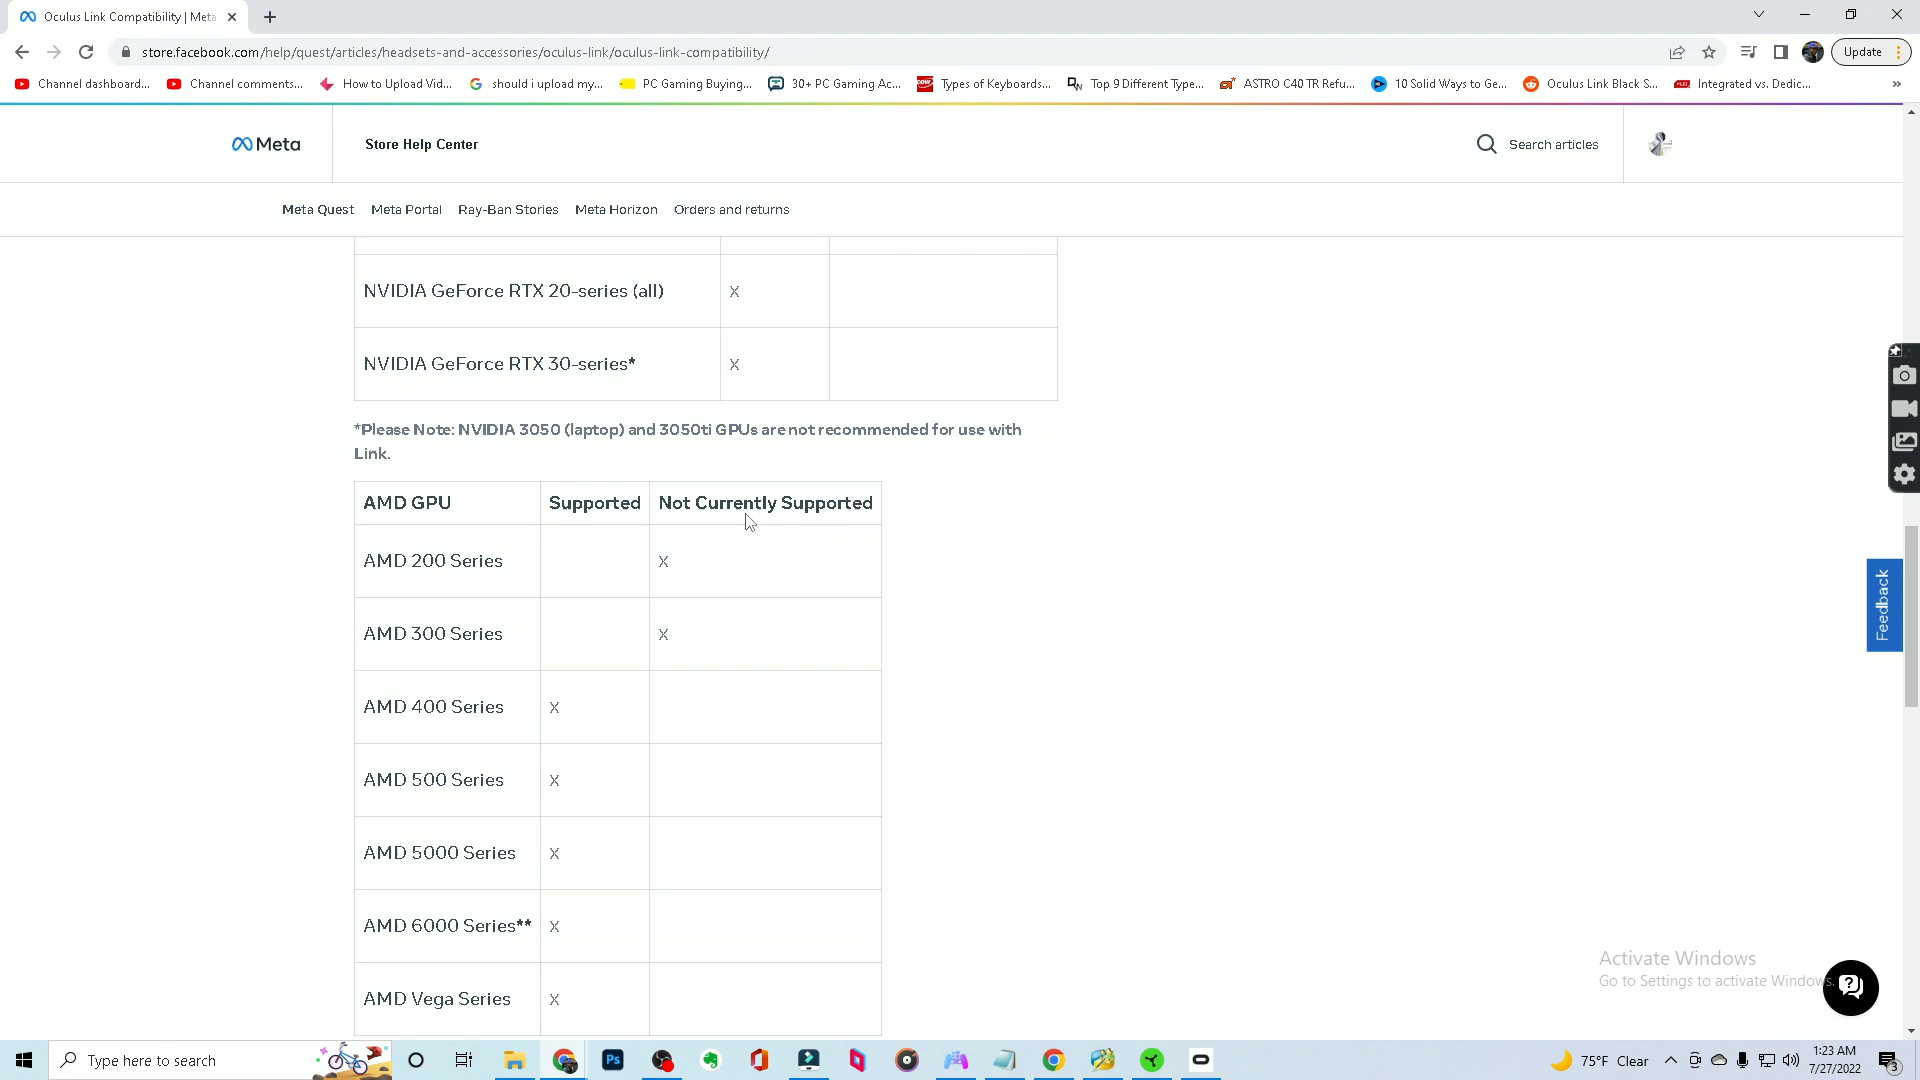 Oculus Link Compatibility | Meta
store.facebook.com/help/quest/articles/headsets-and-accessories/oculus-link/oculus-link-compatibility/
Update
Channel dashboard...
Channel comments...
How to Upload Vid...
should i upload my...
PC Gaming Buying...
30+ PC Gaming Ac...
Types of Keyboards...
Top 9 Different Type...
ASTRO C40 TR Refu...
10 Solid Ways to Ge...
Oculus Link Black S...
Integrated vs. Dedic...
»
Meta
Store Help Center
Search articles
Meta Quest
Meta Portal
Ray-Ban Stories
Meta Horizon
Orders and returns
NVIDIA GeForce RTX 20-series (all) X
NVIDIA GeForce RTX 30-series* X
*Please Note: NVIDIA 3050 (laptop) and 3050ti GPUs are not recommended for use with
Link.
AMD GPU Supported Not Currently Supported
AMD 200 Series X
AMD 300 Series X
AMD 400 Series X
AMD 500 Series X
AMD 5000 Series X
AMD 6000 Series** X
AMD Vega Series X
Feedback
Activate Windows
Go to Settings to activate Windows.
Type here to search
Ps
75°F Clear
1:23 AM
7/27/2022
3